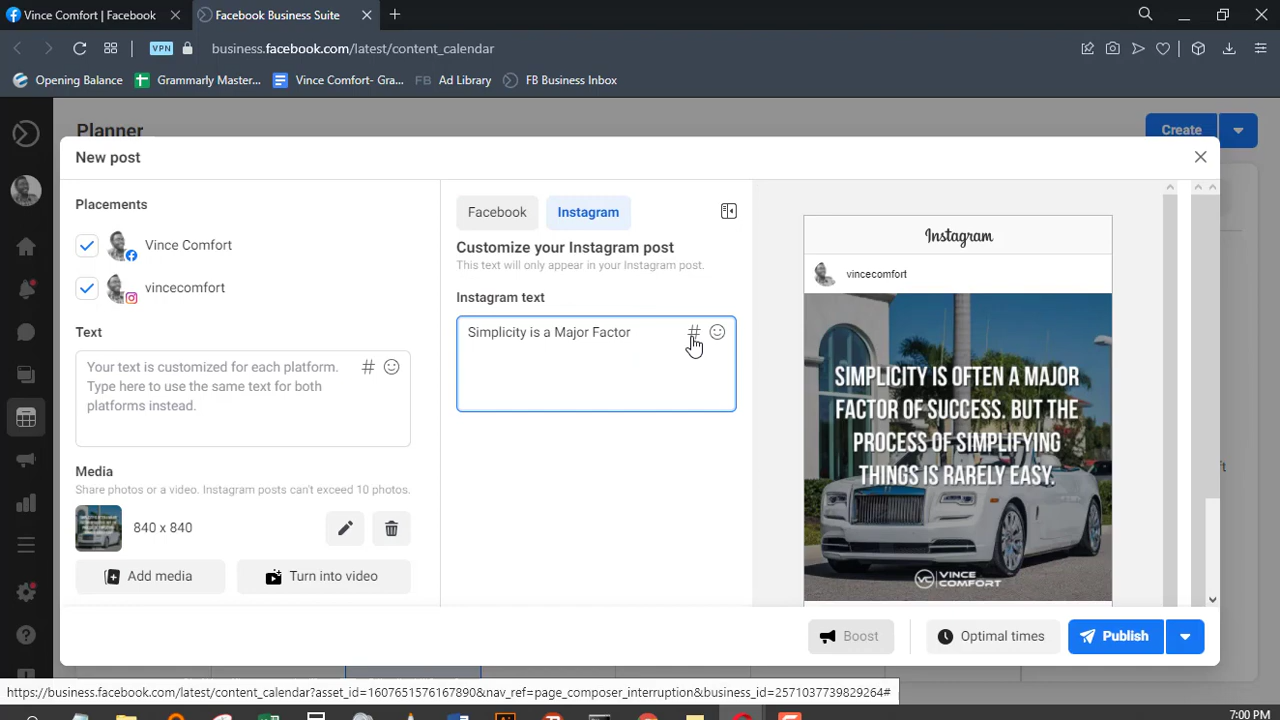 Vince Comfort | Facebook
Facebook Business Suite
VPN
business.facebook.com/latest/content_calendar
Opening Balance
Grammarly Master...
Vince Comfort- Gra...
FB Ad Library
FB Business Inbox
Planner
Create
New post
Placements
Vince Comfort
vincecomfort
Text
Your text is customized for each platform.
Type here to use the same text for both
platforms instead.
Media
Share photos or a video. Instagram posts can't exceed 10 photos.
840 x 840
Add media
Turn into video
Facebook
Instagram
Customize your Instagram post
This text will only appear in your Instagram post.
Instagram text
Simplicity is a Major Factor
Instagram
vincecomfort
SIMPLICITY IS OFTEN A MAJOR
FACTOR OF SUCCESS. BUT THE
PROCESS OF SIMPLIFYING
THINGS IS RARELY EASY.
VC VINCE
COMFORT
Boost
Optimal times
Publish
https://business.facebook.com/latest/content_calendar?asset_id=1607651576167890&nav_ref=page_composer_interruption&business_id=2571037739829264#
7:00 PM